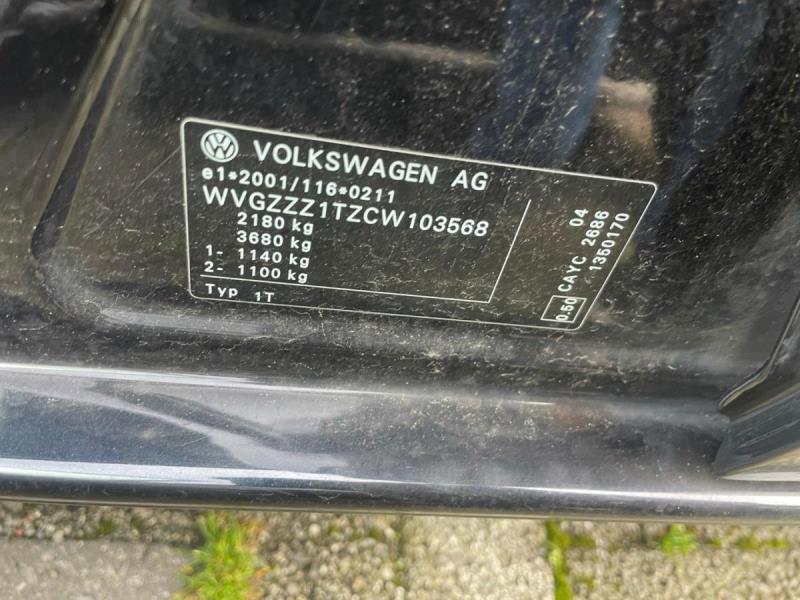 VOLKSWAGEN AG
e1*2001/116*0211
WVGZZZ1TZCW103568
2180 kg
3680 kg
1- 1140 kg
2- 1100 kg
Typ 1T
04
0.50 CAYC 2686
1350170